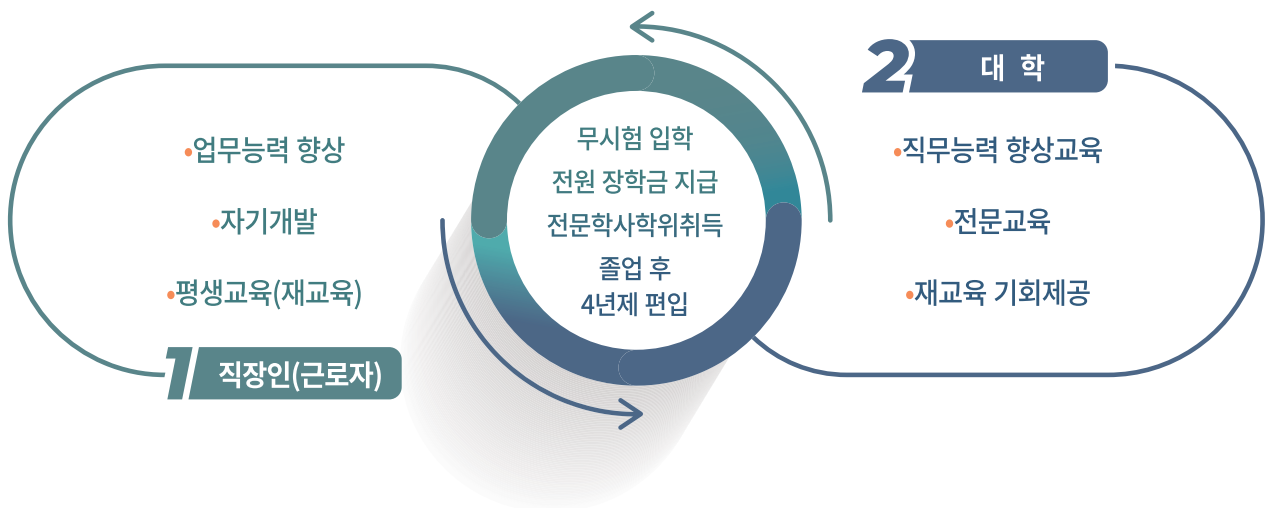 •업무능력 향상
•자기개발
•평생교육(재교육)
1 직장인(근로자)
무시험 입학
전원 장학금 지급
전문학사학위취득
졸업 후
4년제 편입
2 대 학
•직무능력 향상교육
•전문교육
•재교육 기회제공